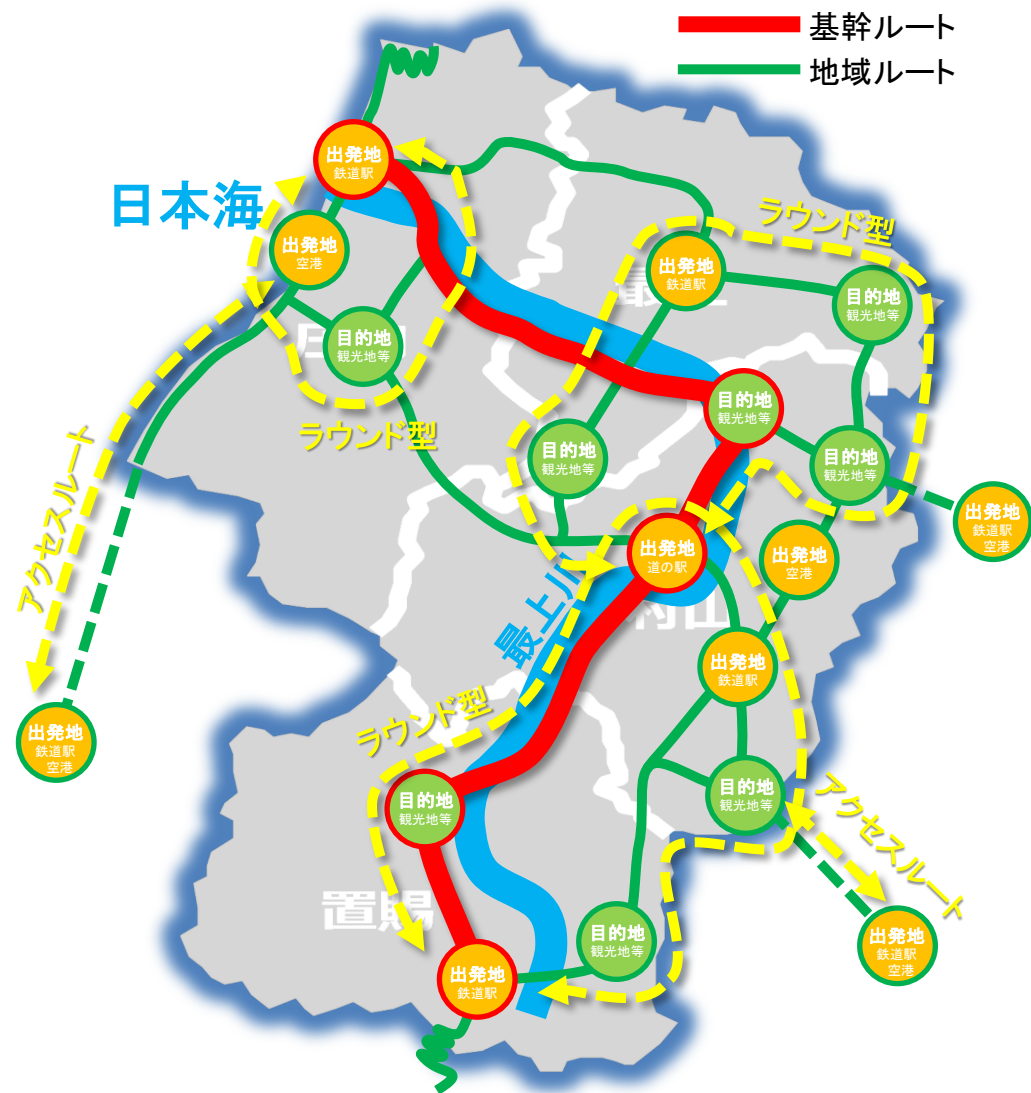 基幹ルート
地域ルート
出発地
鉄道駅
日本海
出発地
空港
ラウンド型
出発地
鉄道駅
目的地
観光地等
目的地
観光地等
目的地
観光地等
ラウンド型
アクセスルート
目的地
観光地等
目的地
観光地等
出発地
鉄道駅
空港
出発地
道の駅
出発地
空港
最上川
村山
出発地
鉄道駅
ラウンド型
出発地
鉄道駅
空港
目的地
観光地等
目的地
観光地等
アクセスルート
置賜
目的地
観光地等
出発地
鉄道駅
空港
出発地
鉄道駅